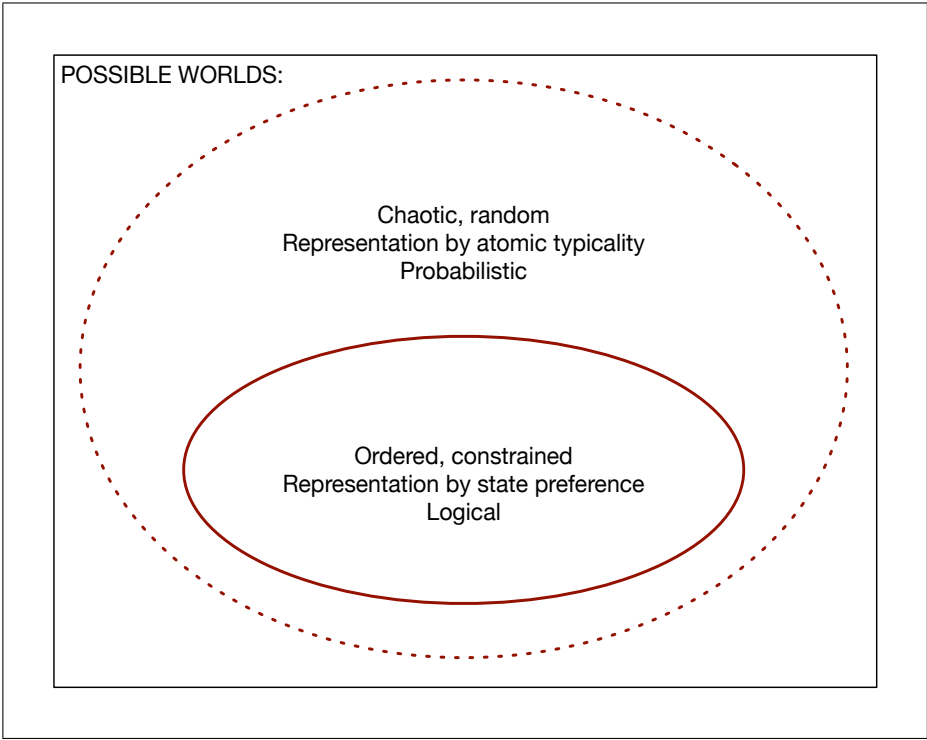 POSSIBLE WORLDS:
Chaotic, random
Representation by atomic typicality
Probabilistic
Ordered, constrained
Representation by state preference
Logical